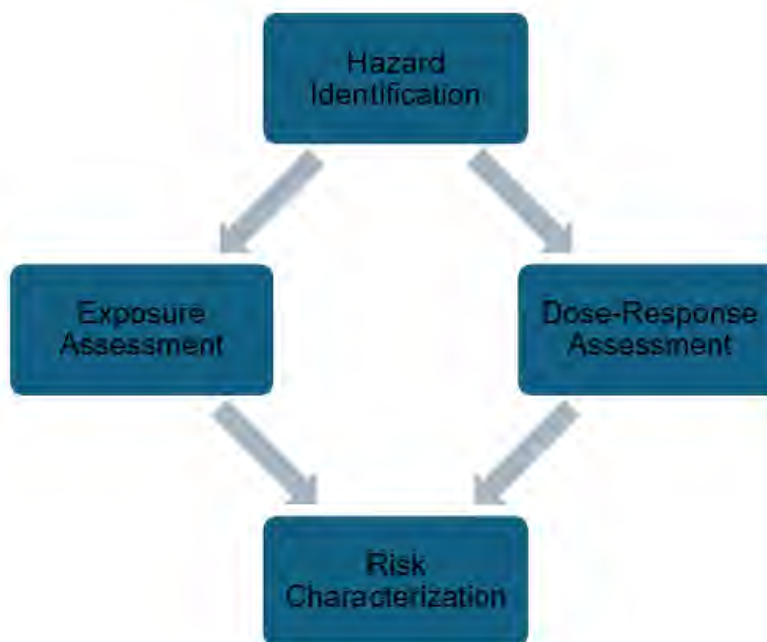 Hazard
Identification
Exposure
Assessment
Dose-Response
Assessment
Risk
Characterization